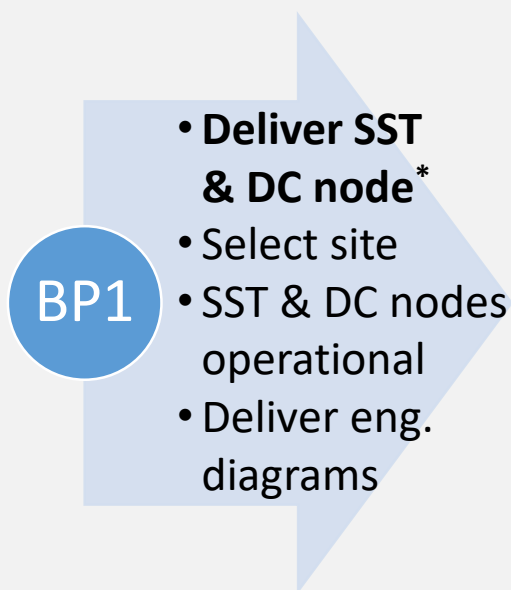 BP1
• Deliver SST
& DC node*
• Select site
• SST & DC nodes
operational
• Deliver eng.
diagrams